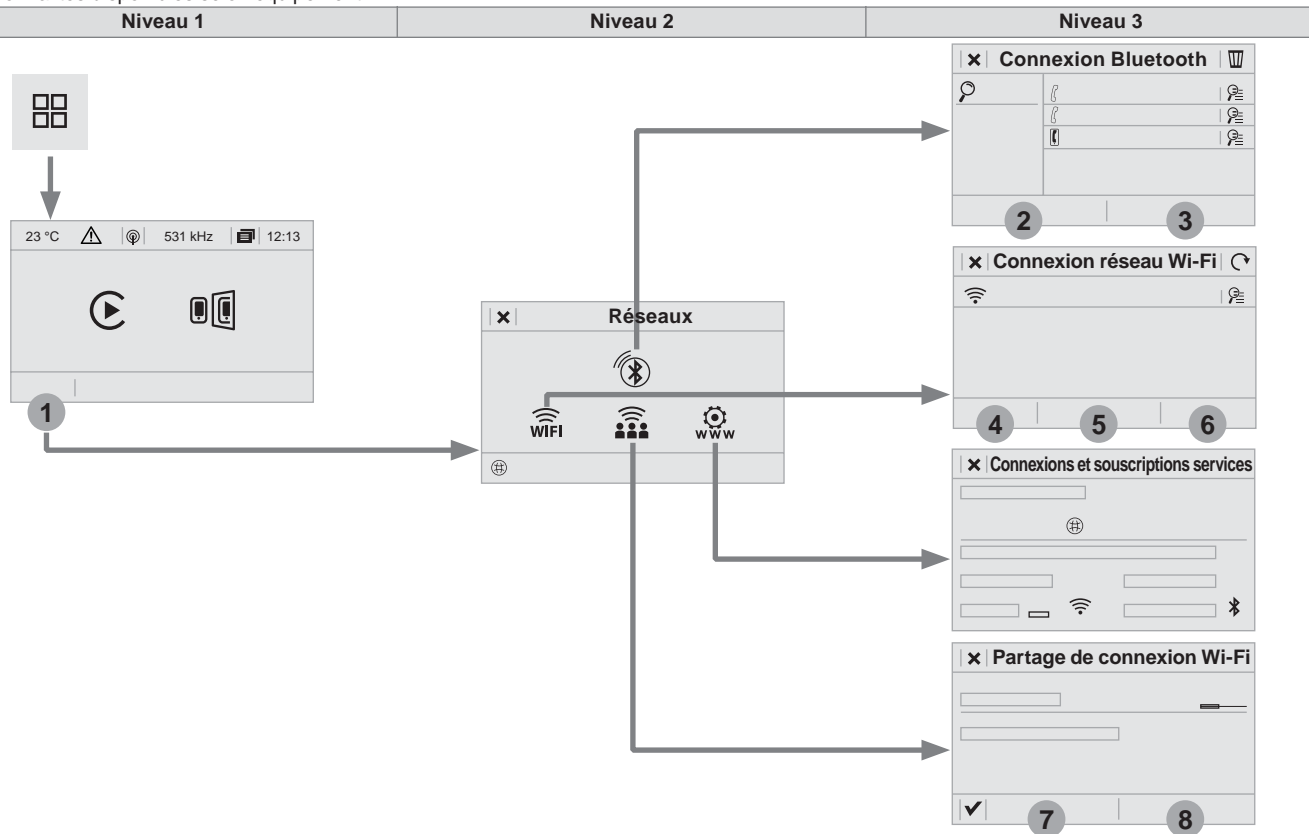 Niveau 1
Niveau 2
Niveau 3
23 °C
531 kHz
12:13
1
Réseaux
WIFI
www
Connexion Bluetooth
2
3
Connexion réseau Wi-Fi
4
5
6
Connexions et souscriptions services
Partage de connexion Wi-Fi
7
8